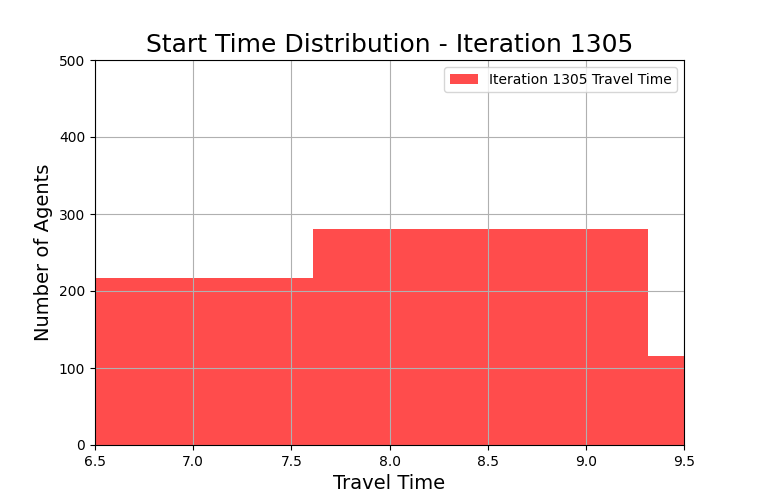 Start Time Distribution - Iteration 1305
500
Iteration 1305 Travel Time
400
300
200
100
0
Number of Agents
6.5 7.0 7.5 8.0 8.5 9.0 9.5
Travel Time